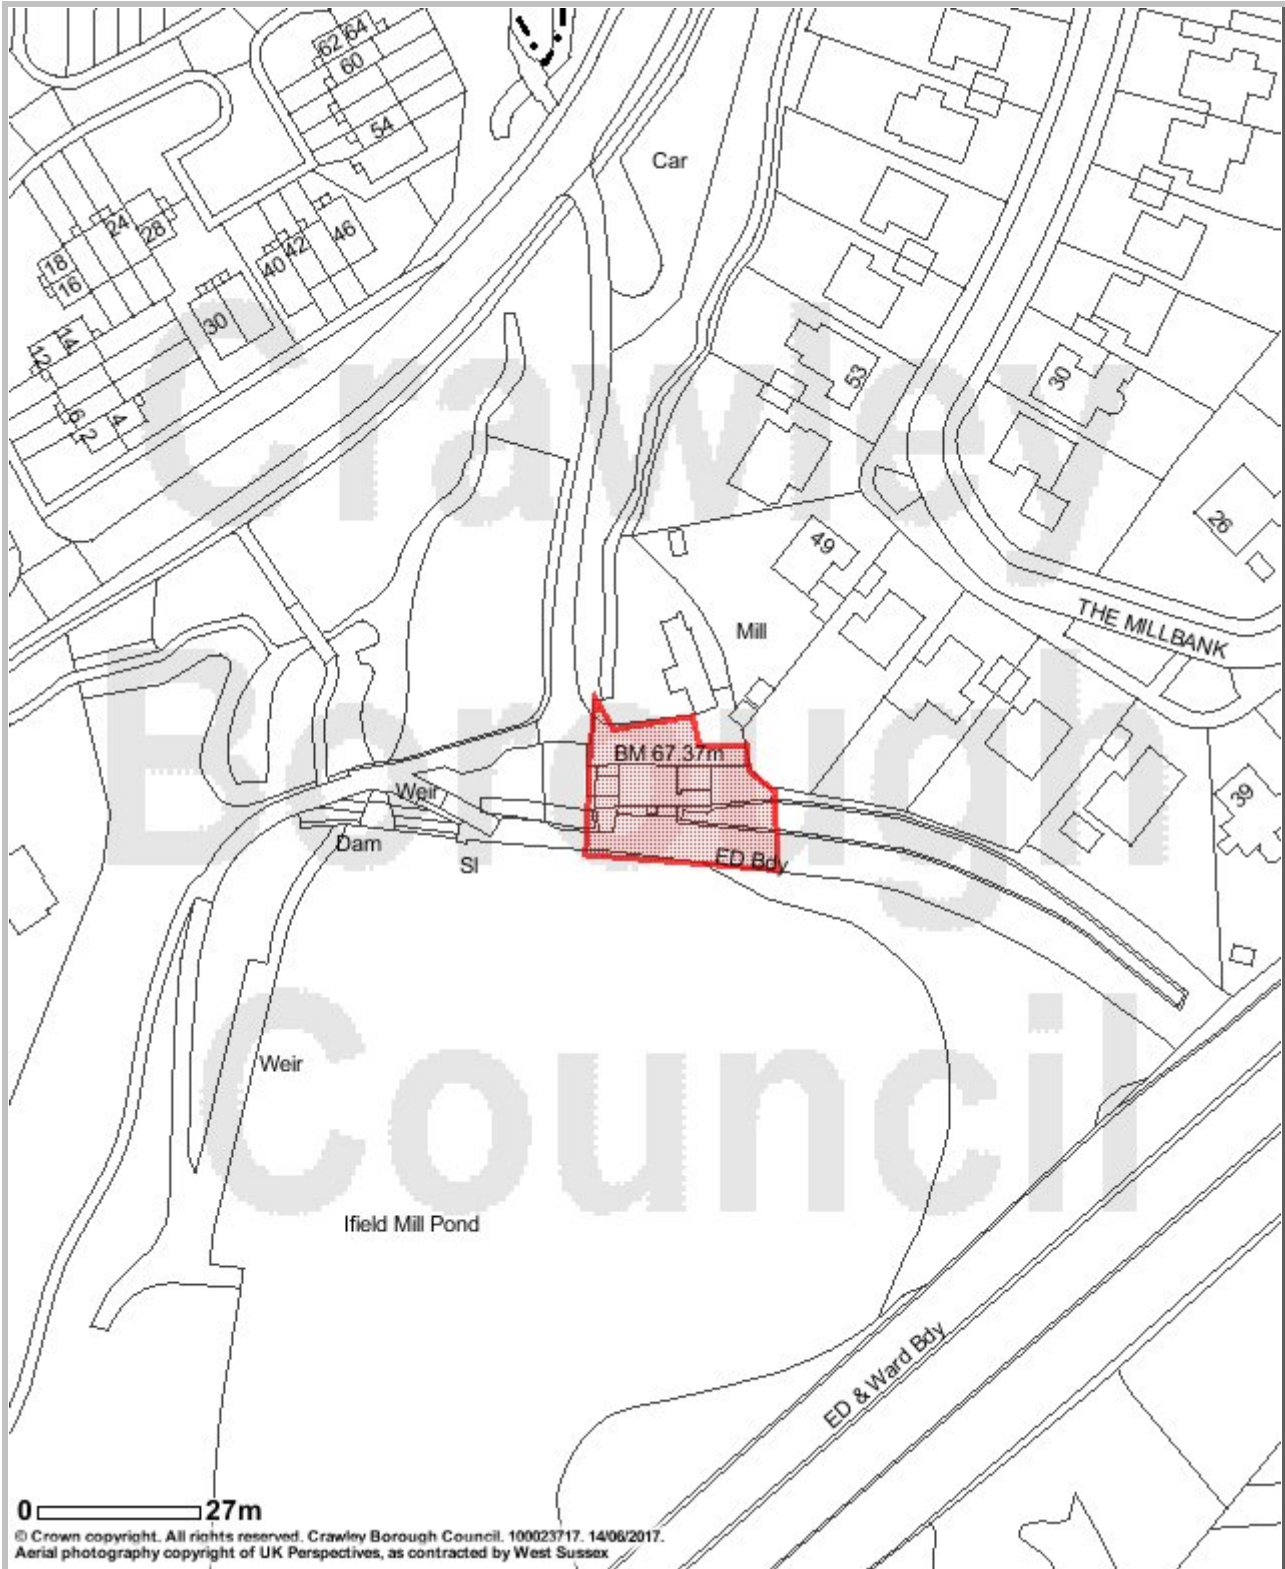 62 64
60
54
Car
24
28
18
16
46
42
40
30
14
12
6
4
2
53
30
26
49
THE MILLBANK
Mill
BM 67.37m
Weir
Dam
Sl
ED Bdy
39
Weir
Ifield Mill Pond
ED & Ward Bdy
Crawley
Borough
Council
0 27m
© Crown copyright. All rights reserved. Crawley Borough Council. 100023717. 14/06/2017.
Aerial photography copyright of UK Perspectives, as contracted by West Sussex